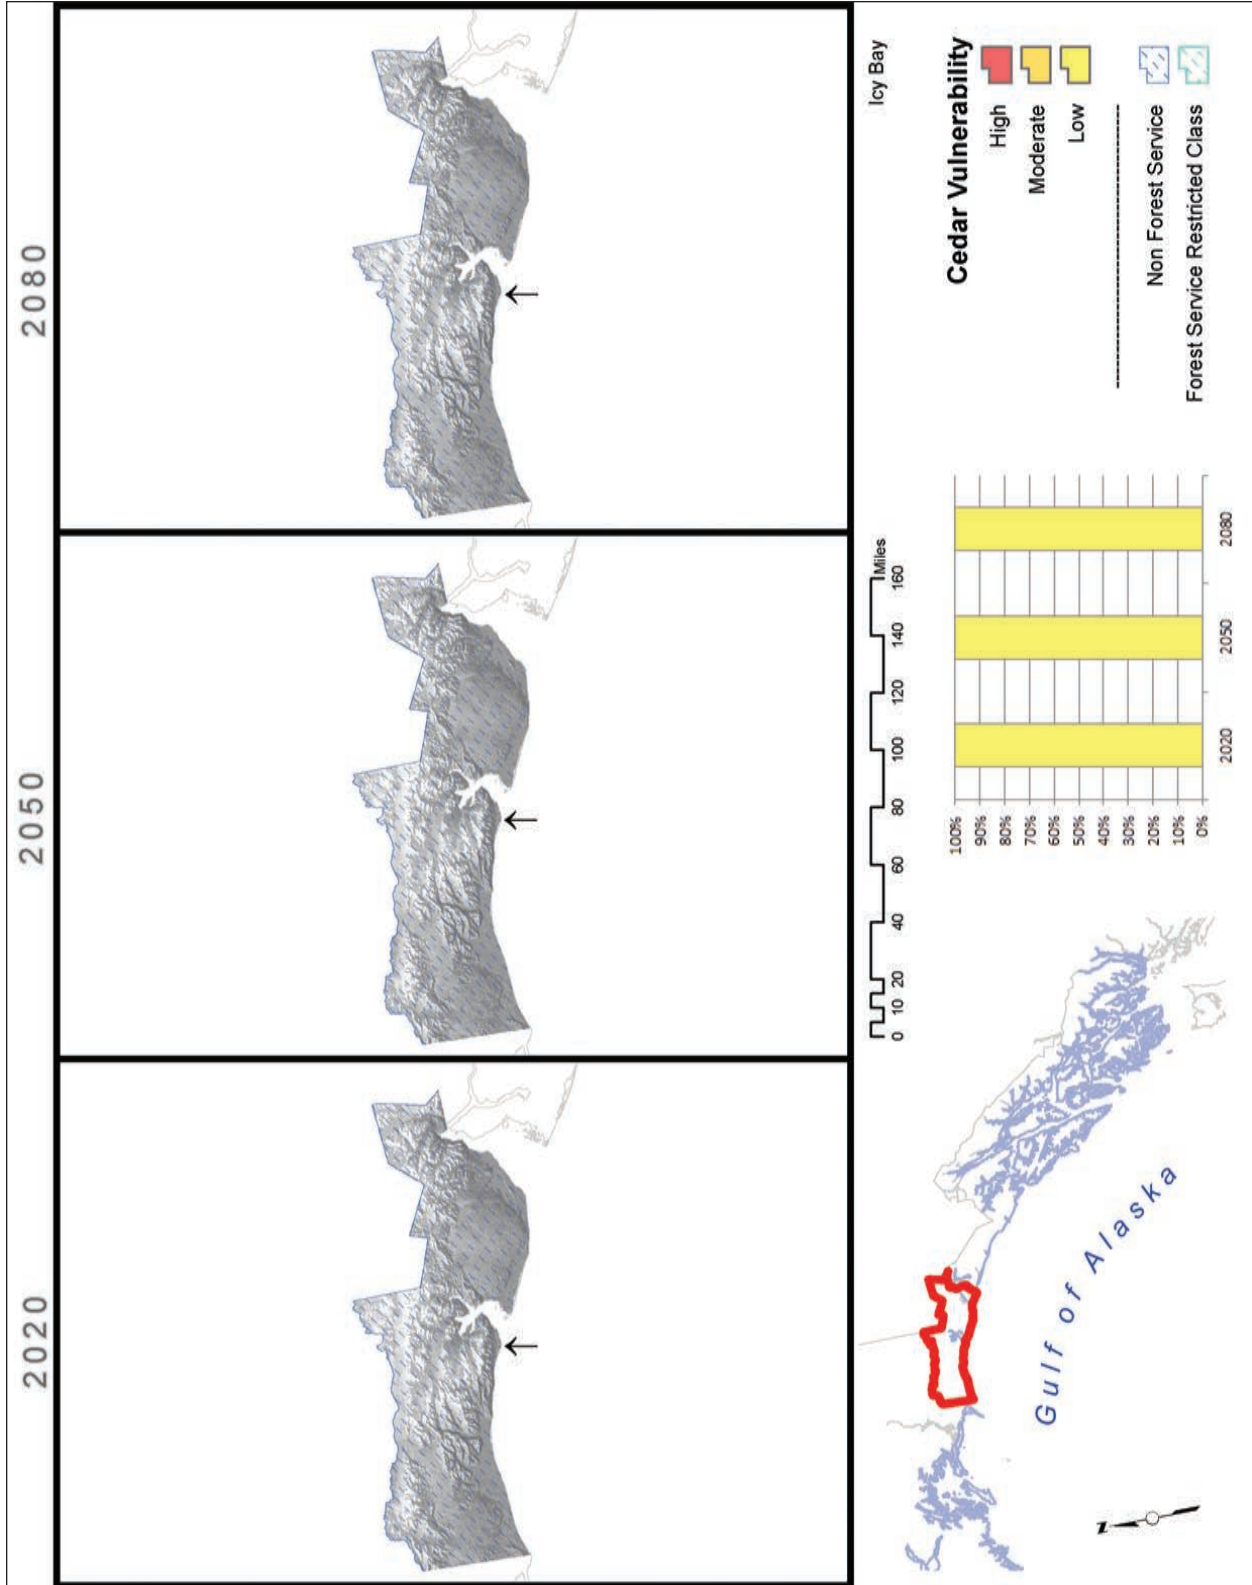 2020
2050
2080
Icy Bay
0 10 20 40 60 80 100 120 140 160
Miles
Gulf of Alaska
N
100%
90%
80%
70%
60%
50%
40%
30%
20%
10%
0%
2020 2050 2080
Cedar Vulnerability
High
Moderate
Low
Non Forest Service
Forest Service Restricted Class